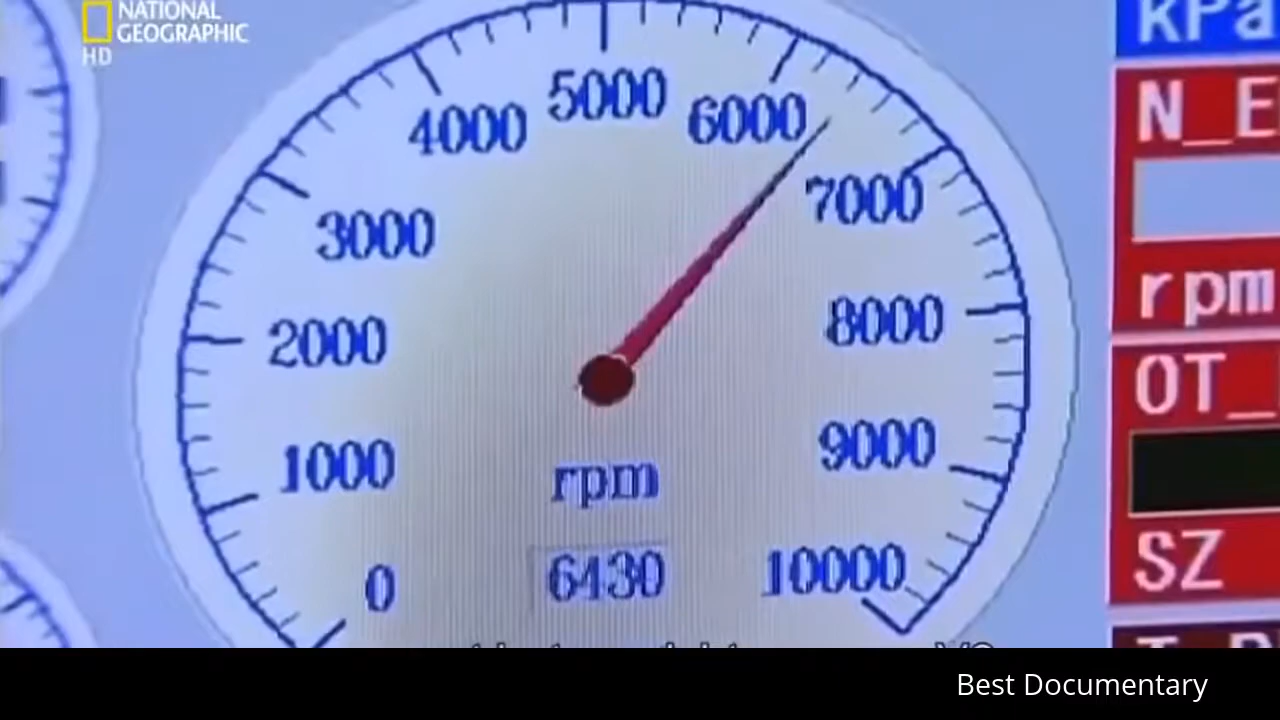 NATIONAL
GEOGRAPHIC
HD
5000
4000
6000
3000
7000
2000
8000
1000
9000
rpm
0
6430
10000
kPa
N_E
rpm
OT_
SZ
Best Documentary